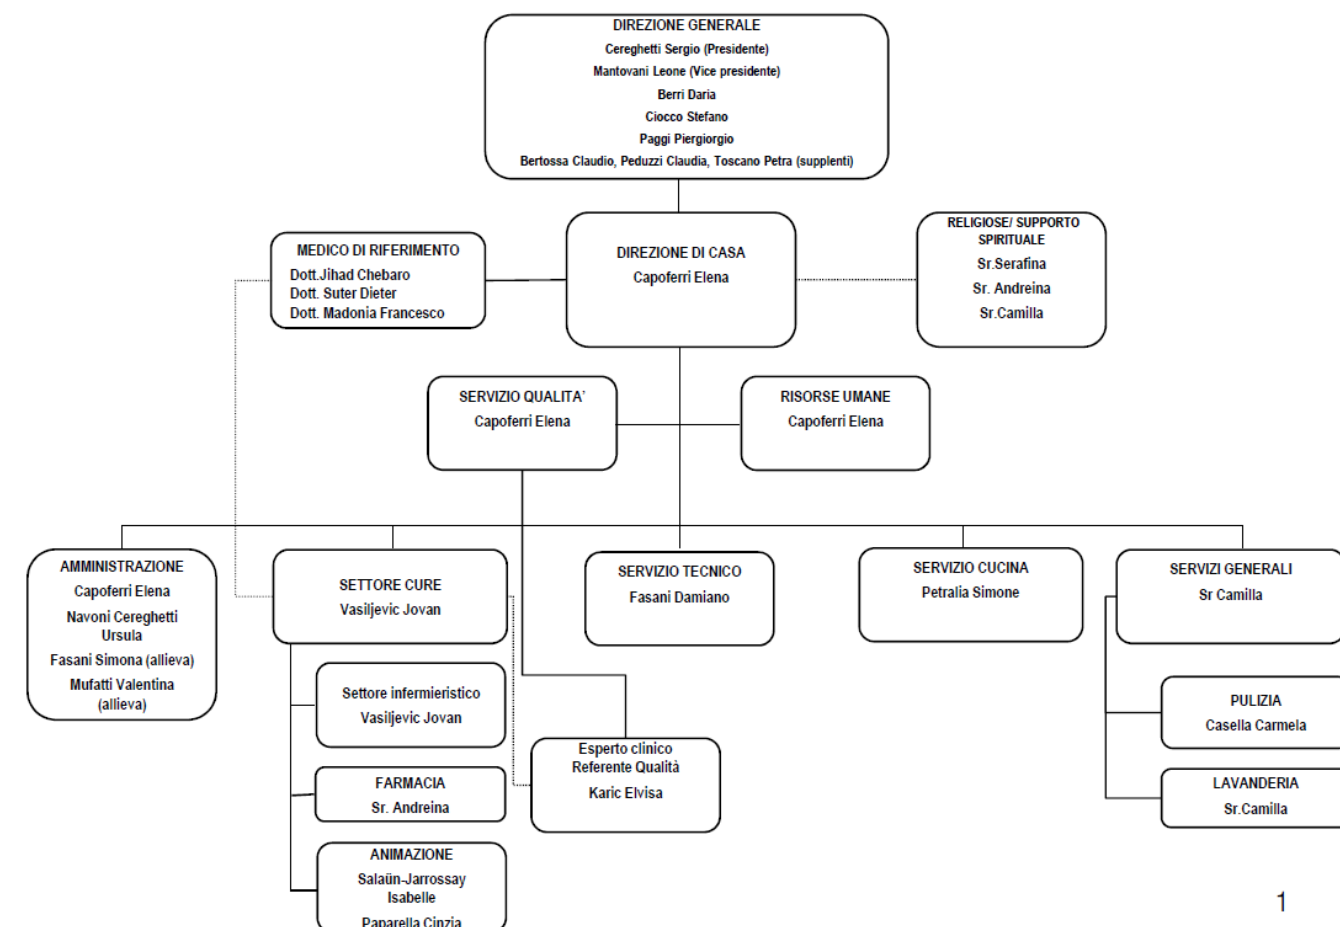 DIREZIONE GENERALE
Cereghetti Sergio (Presidente)
Mantovani Leone (Vice presidente)
Berri Daria
Ciocco Stefano
Paggi Piergiorgio
Bertossa Claudio, Peduzzi Claudia, Toscano Petra (supplenti)
MEDICO DI RIFERIMENTO
Dott.Jihad Chebaro
Dott. Suter Dieter
Dott. Madonia Francesco
DIREZIONE DI CASA
Capoferri Elena
RELIGIOSE/ SUPPORTO
SPIRITUALE
Sr.Serafina
Sr. Andreina
Sr.Camilla
SERVIZIO QUALITA’
Capoferri Elena
RISORSE UMANE
Capoferri Elena
AMMINISTRAZIONE
Capoferri Elena
Navoni Cereghetti
Ursula
Fasani Simona (allieva)
Mufatti Valentina
(allieva)
SETTORE CURE
Vasiljevic Jovan
SERVIZIO TECNICO
Fasani Damiano
SERVIZIO CUCINA
Petralia Simone
SERVIZI GENERALI
Sr Camilla
Settore infermieristico
Vasiljevic Jovan
FARMACIA
Sr. Andreina
ANIMAZIONE
Salaün-Jarrossay
Isabelle
Paparella Cinzia
Esperto clinico
Referente Qualità
Karic Elvisa
PULIZIA
Casella Carmela
LAVANDERIA
Sr.Camilla
1